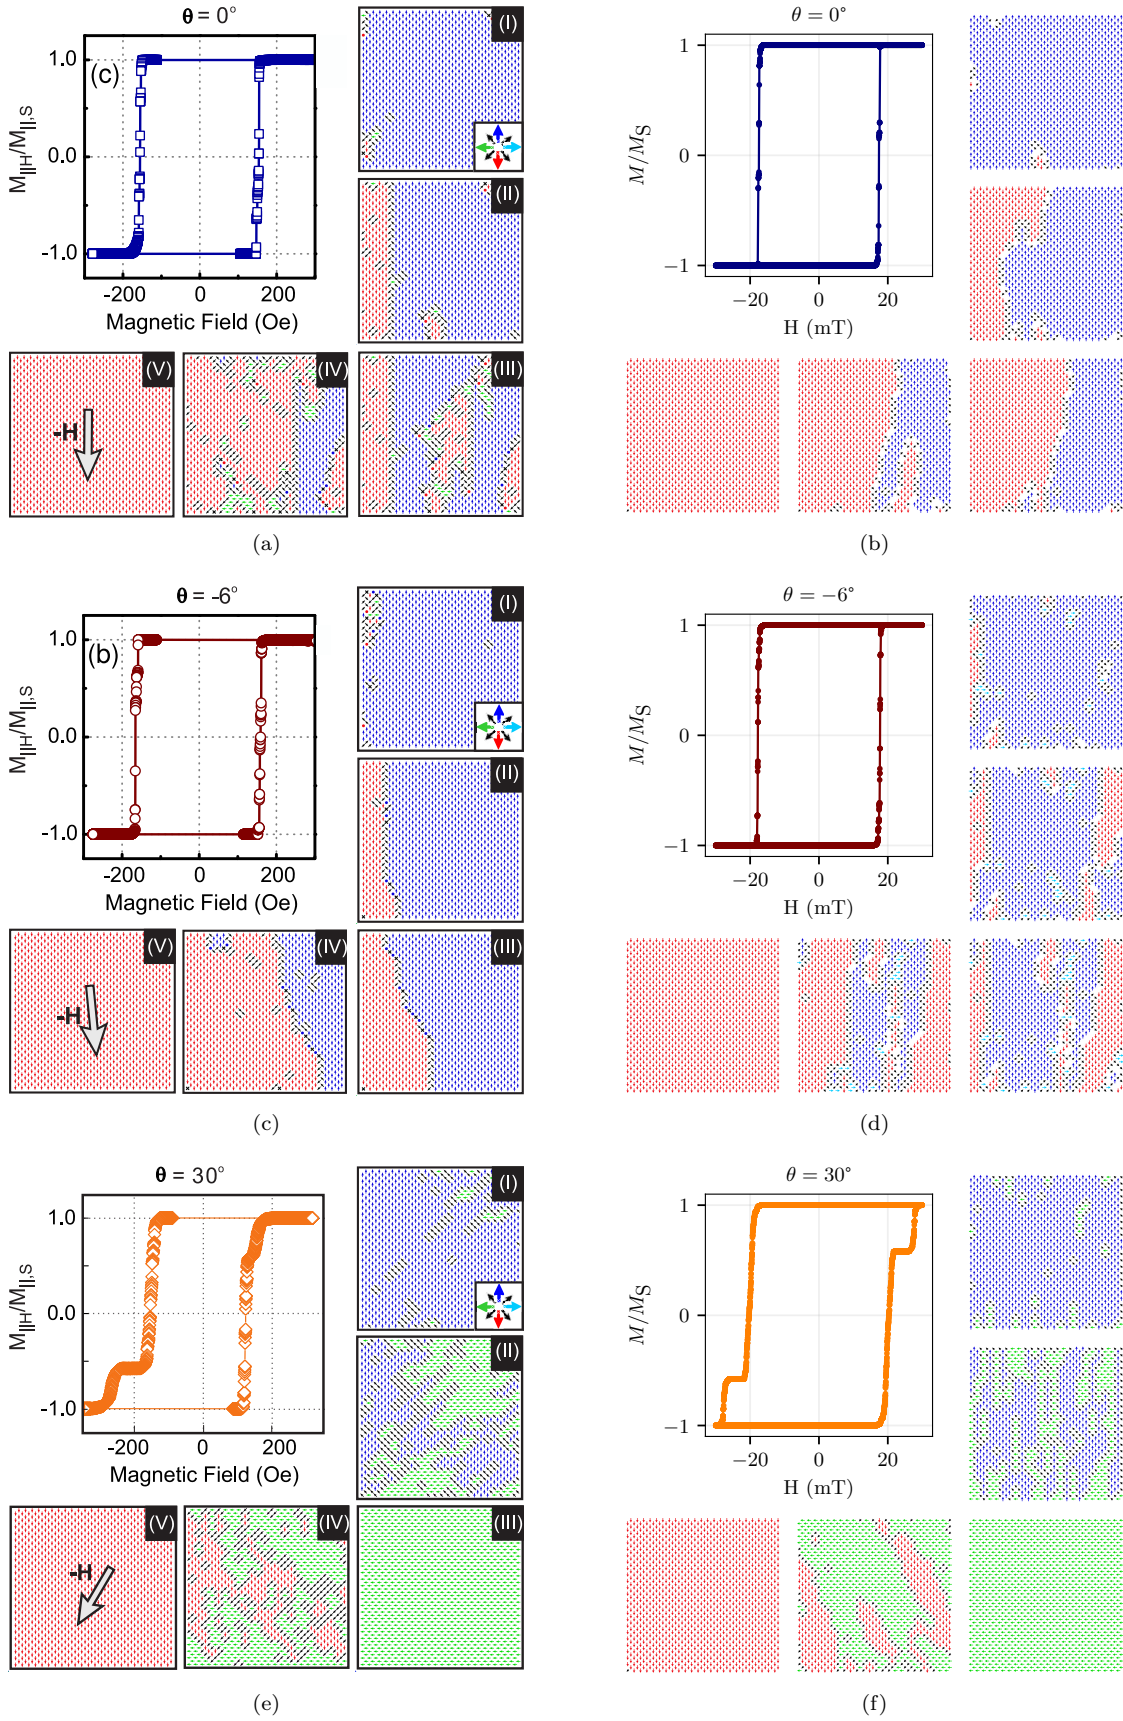 θ = 0°
(c)
M||H/M||,S
1.0
0.0
-1.0
-200
0
200
Magnetic Field (Oe)
(I)
(II)
(III)
(IV)
(V)
-H
(a)
θ = 0°
M/MS
1
0
−1
−20
0
20
H (mT)
(b)
θ = -6°
(b)
M||H/M||,S
1.0
0.0
-1.0
-200
0
200
Magnetic Field (Oe)
(I)
(II)
(III)
(IV)
(V)
-H
(c)
θ = −6°
M/MS
1
0
−1
−20
0
20
H (mT)
(d)
θ = 30°
M||H/M||,S
1.0
0.0
-1.0
-200
0
200
Magnetic Field (Oe)
(I)
(II)
(III)
(IV)
(V)
-H
(e)
θ = 30°
M/MS
1
0
−1
−20
0
20
H (mT)
(f)